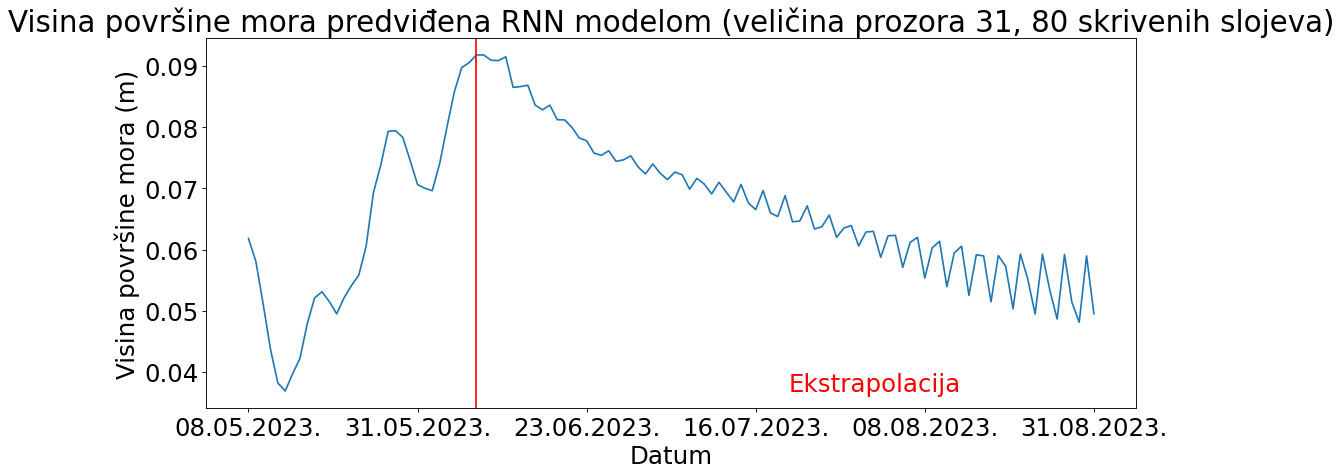 Visina površine mora predviđena RNN modelom (veličina prozora 31, 80 skrivenih slojeva)
Visina površine mora (m)
0.09
0.08
0.07
0.06
0.05
0.04
Ekstrapolacija
08.05.2023. 31.05.2023. 23.06.2023. 16.07.2023. 08.08.2023. 31.08.2023.
Datum